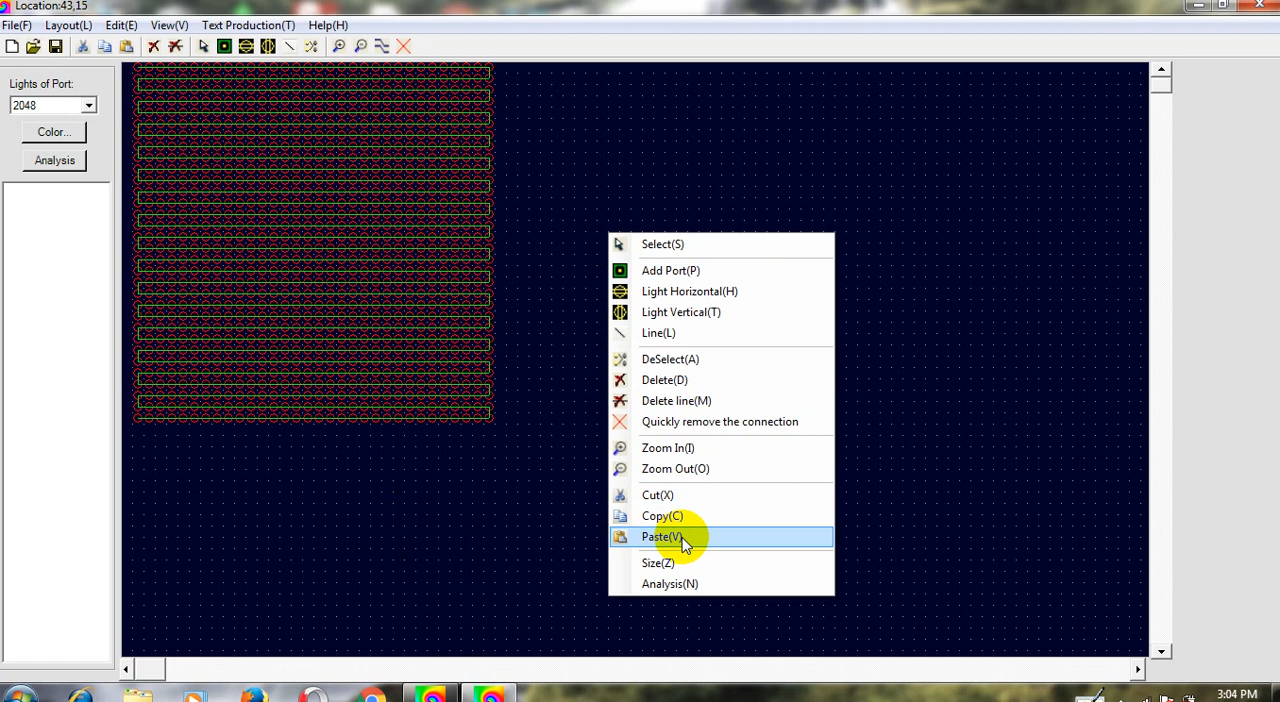 Location:43,15
File(F) Layout(L) Edit(E) View(V) Text Production(T) Help(H)
Lights of Port:
2048
Color...
Analysis
Select(S)
Add Port(P)
Light Horizontal(H)
Light Vertical(T)
Line(L)
DeSelect(A)
Delete(D)
Delete line(M)
Quickly remove the connection
Zoom In(I)
Zoom Out(O)
Cut(X)
Copy(C)
Paste(V)
Size(Z)
Analysis(N)
3:04 PM